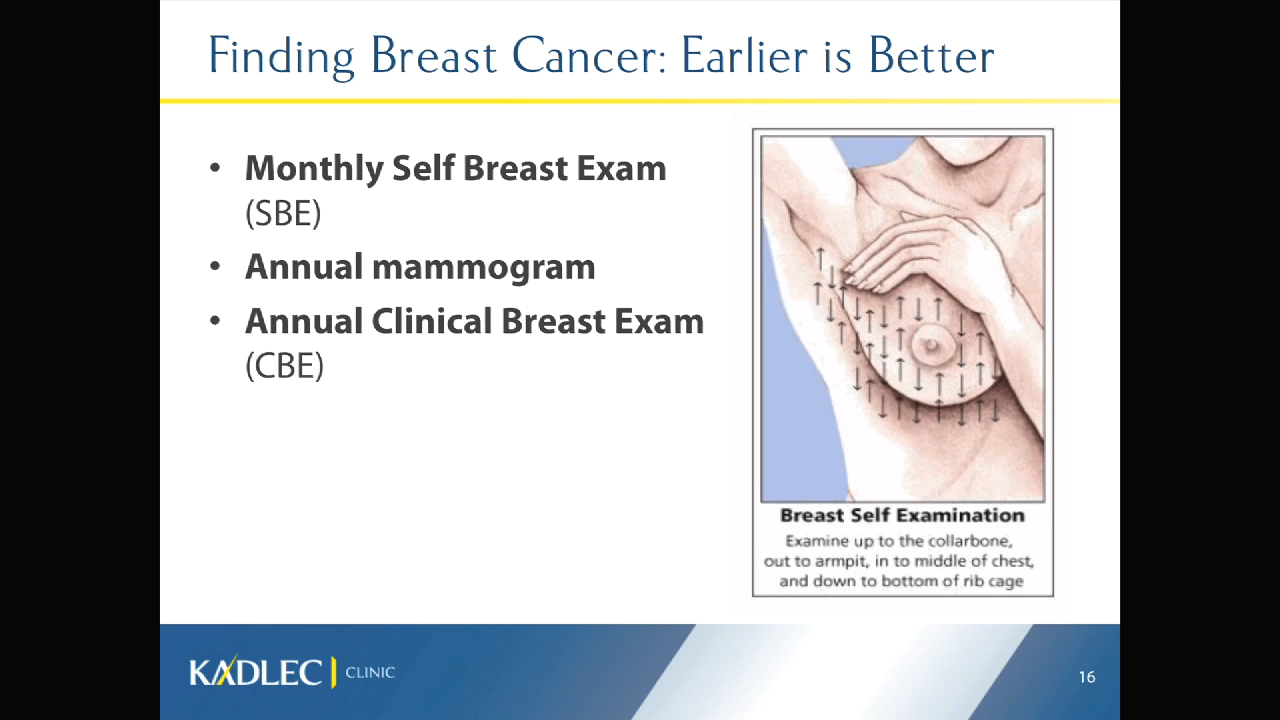 Finding Breast Cancer: Earlier is Better
• Monthly Self Breast Exam
(SBE)
• Annual mammogram
• Annual Clinical Breast Exam
(CBE)
Breast Self Examination
Examine up to the collarbone,
out to armpit, in to middle of chest,
and down to bottom of rib cage
KADLEC CLINIC
16